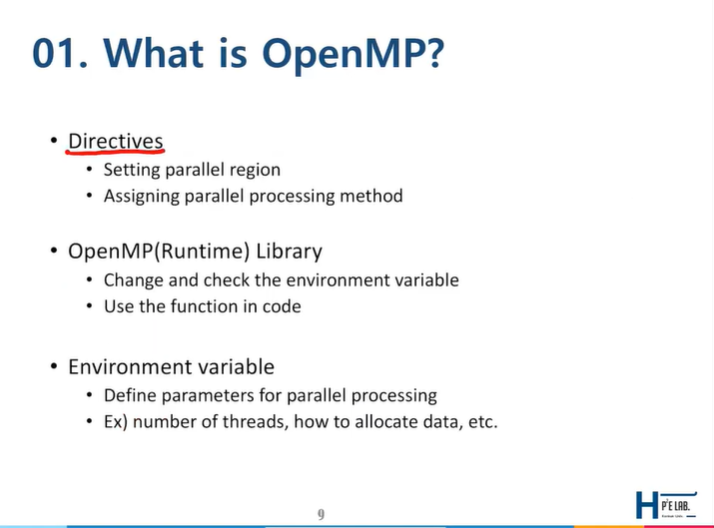 01. What is OpenMP?
• Directives
• Setting parallel region
• Assigning parallel processing method
• OpenMP(Runtime) Library
• Change and check the environment variable
• Use the function in code
• Environment variable
• Define parameters for parallel processing
• Ex) number of threads, how to allocate data, etc.
9
H P²E LAB.